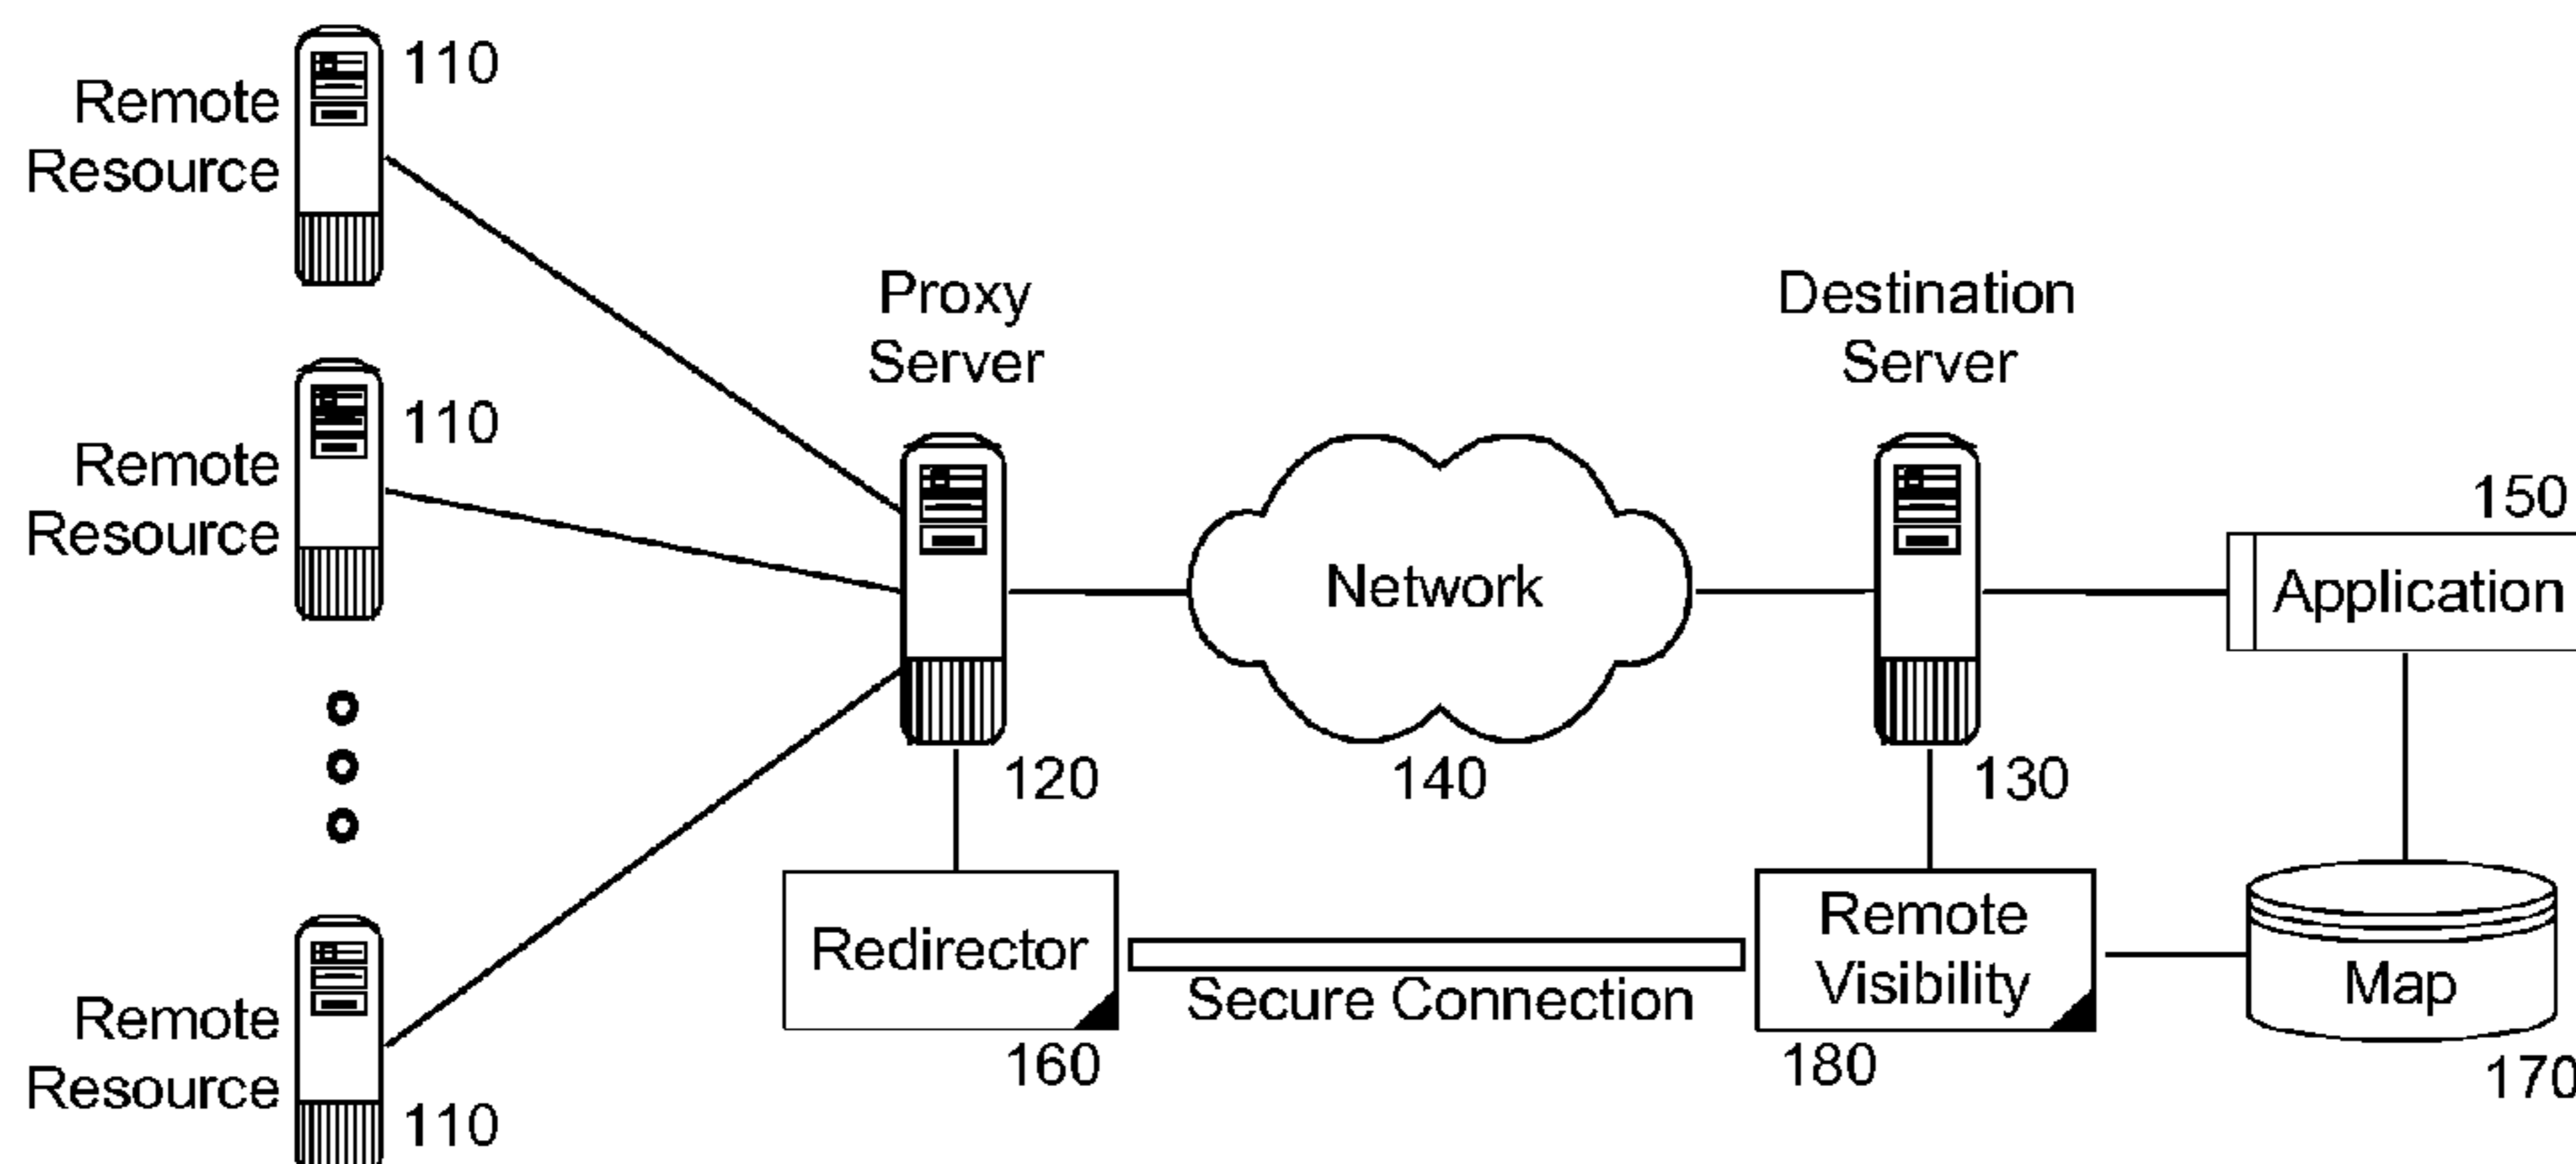 110
Remote
Resource
110
Remote
Resource
Remote
Resource
110
Proxy
Server
120
Network
140
Destination
Server
130
150
Application
Redirector
160
Secure Connection
Remote
Visibility
180
Map
170